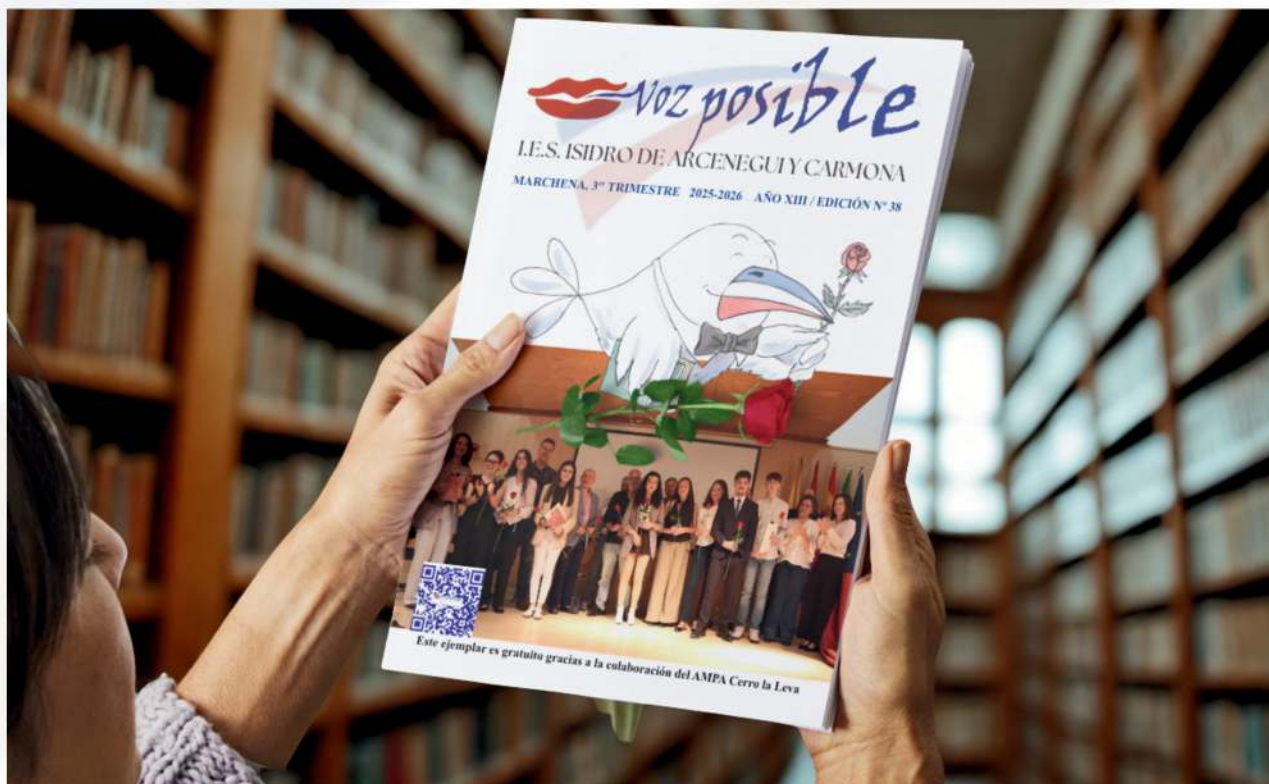 Voz posible
I.E.S. ISIDRO DE ARCENEGUI Y CARMONA
MARCHENA, 3er TRIMESTRE 2025-2026 AÑO XIII / EDICIÓN Nº 38
Este ejemplar es gratuito gracias a la colaboración del AMPA Cerro la Leva